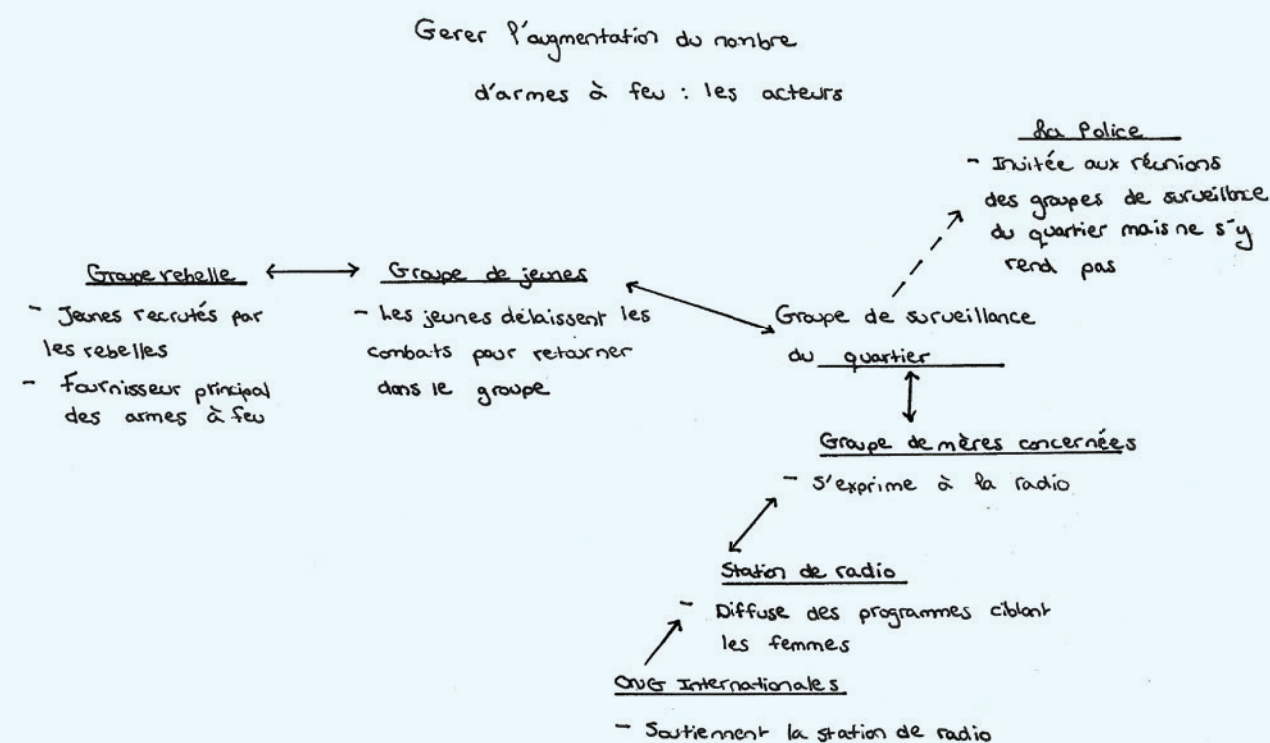 Gerer l'augmentation du nombre
d'armes à feu : les acteurs
La Police
- Invitée aux réunions
des groupes de surveillance
du quartier mais ne s'y
rend pas
Groupe rebelle
- Jeunes recrutés par
les rebelles
- Fournisseur principal
des armes à feu
Groupe de jeunes
- Les jeunes délaissent les
combats pour retourner
dans le groupe
Groupe de surveillance
du quartier
Groupe de mères concernées
- S'exprime à la radio
Station de radio
- Diffuse des programmes ciblant
les femmes
ONG Internationales
- Soutiennent la station de radio